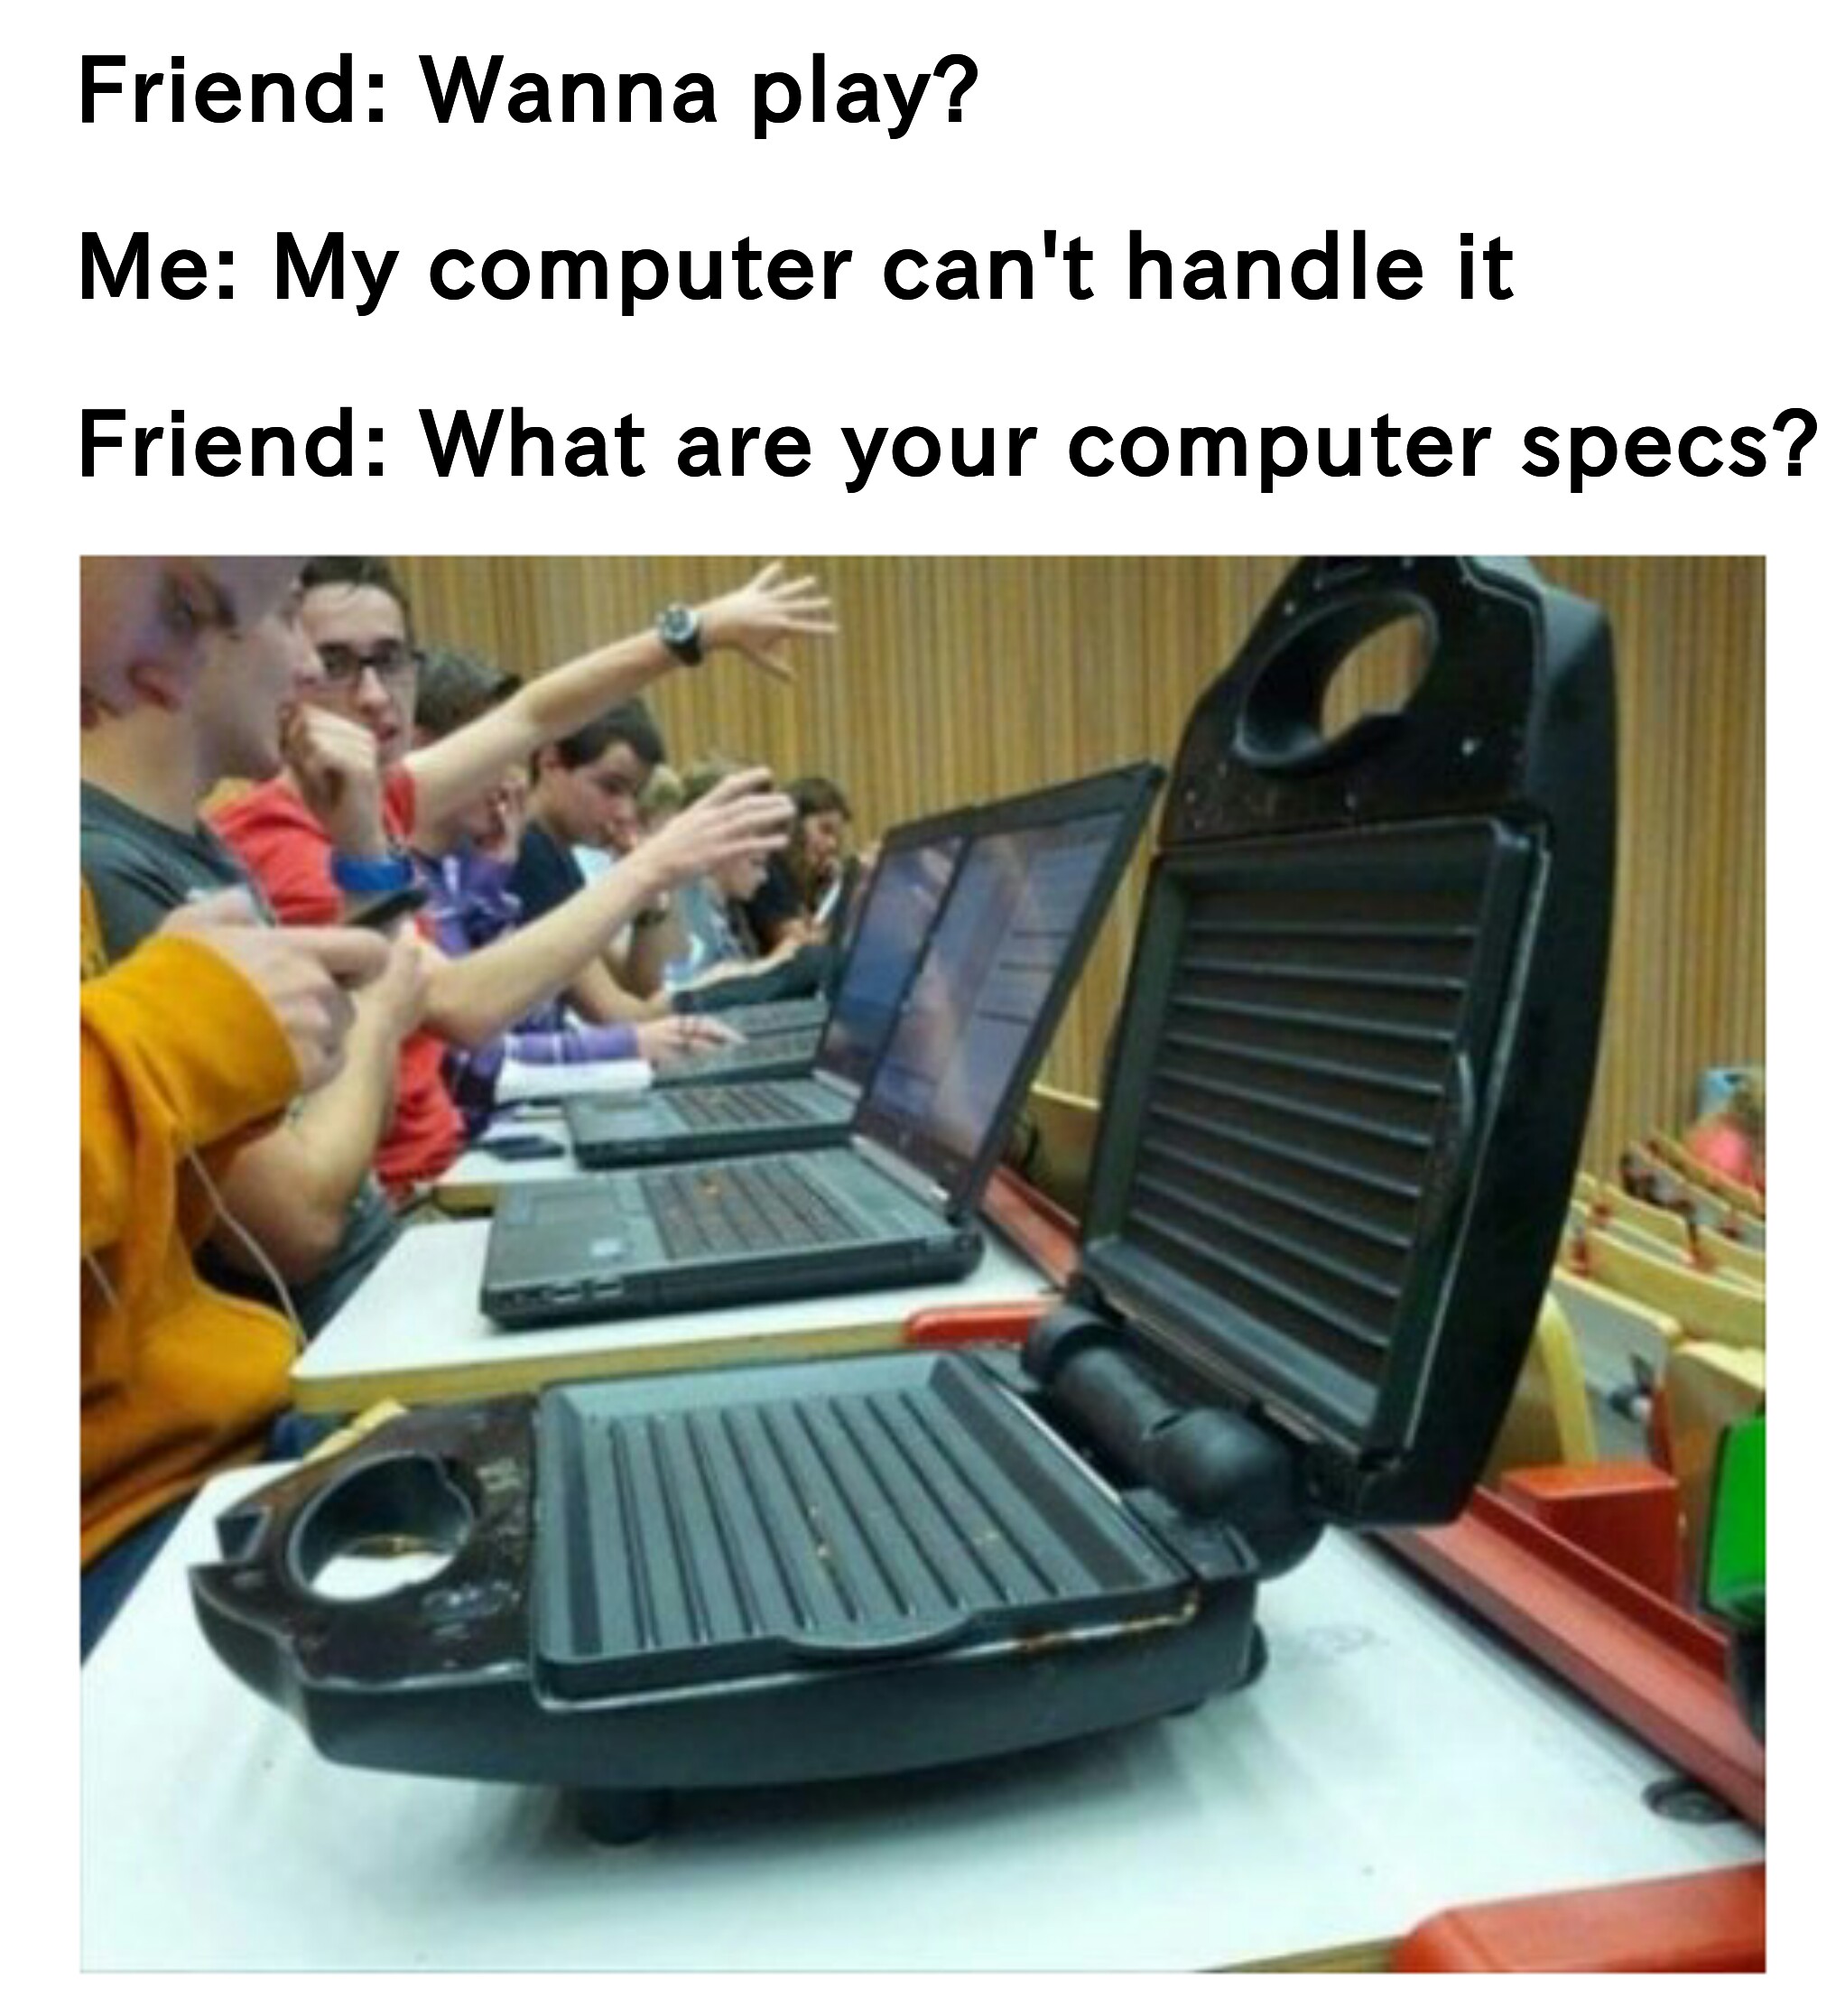 Friend: Wanna play?
Me: My computer can't handle it
Friend: What are your computer specs?